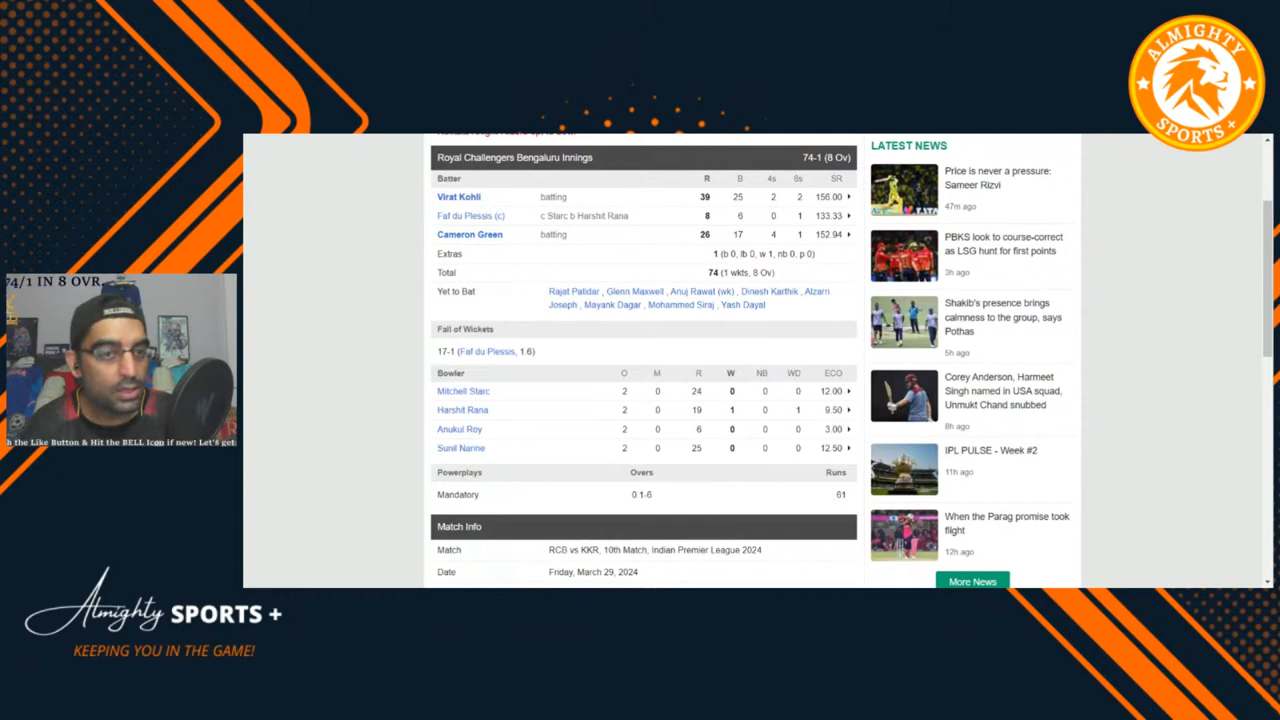 ALMIGHTY
SPORTS +
Royal Challengers Bengaluru Innings 74-1 (8 Ov)
Batter R B 4s 6s SR
Virat Kohli batting 39 25 2 2 156.00
Faf du Plessis (c) c Starc b Harshit Rana 8 6 0 1 133.33
Cameron Green batting 26 17 4 1 152.94
Extras 1 (b 0, lb 0, w 1, nb 0, p 0)
Total 74 (1 wkts, 8 Ov)
Yet to Bat Rajat Patidar , Glenn Maxwell , Anuj Rawat (wk) , Dinesh Karthik , Alzarri
Joseph , Mayank Dagar , Mohammed Siraj , Yash Dayal
Fall of Wickets
17-1 (Faf du Plessis, 1.6)
Bowler O M R W NB WD ECO
Mitchell Starc 2 0 24 0 0 0 12.00
Harshit Rana 2 0 19 1 0 1 9.50
Anukul Roy 2 0 6 0 0 0 3.00
Sunil Narine 2 0 25 0 0 0 12.50
Powerplays Overs Runs
Mandatory 0.1-6 61
Match Info
Match RCB vs KKR, 10th Match, Indian Premier League 2024
Date Friday, March 29, 2024
LATEST NEWS
Price is never a pressure:
Sameer Rizvi
47m ago
PBKS look to course-correct
as LSG hunt for first points
3h ago
Shakib's presence brings
calmness to the group, says
Pothas
5h ago
Corey Anderson, Harmeet
Singh named in USA squad,
Unmukt Chand snubbed
8h ago
IPL PULSE - Week #2
11h ago
When the Parag promise took
flight
12h ago
More News
74/1 IN 8 OVR.
h the Like Button & Hit the BELL Icon if new! Let's get
Almighty SPORTS +
KEEPING YOU IN THE GAME!